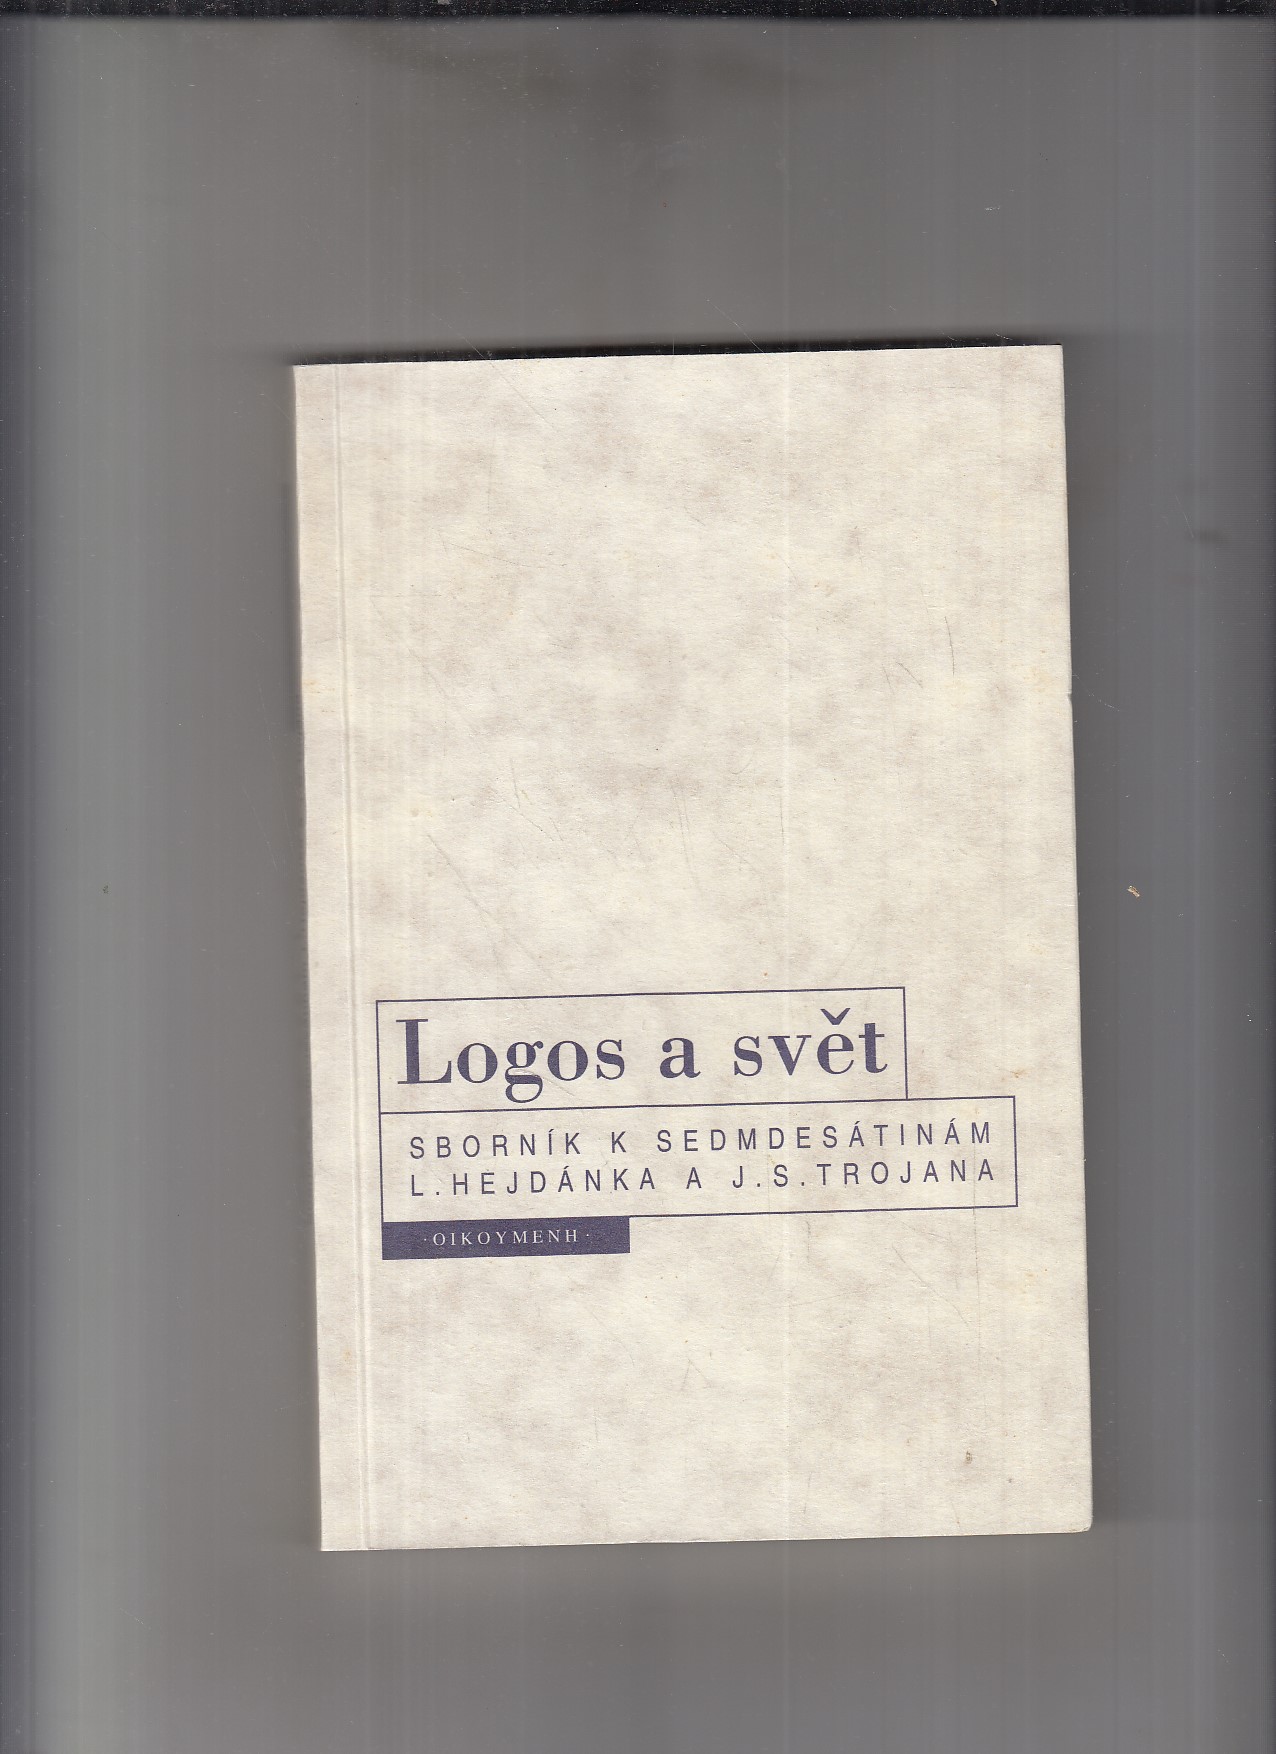 Logos a svět
SBORNÍK K SEDMDESÁTINÁM
L. HEJDÁNKA A J. S. TROJANA
·OIKOYMENH·